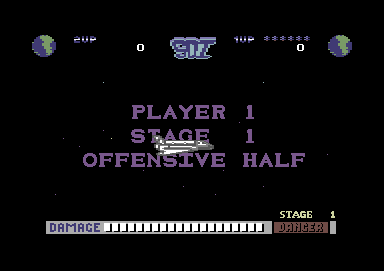 2UP 1UP ******
0 SDI 0
PLAYER 1
STAGE 1
OFFENSIVE HALF
STAGE 1
DAMAGE DANGER